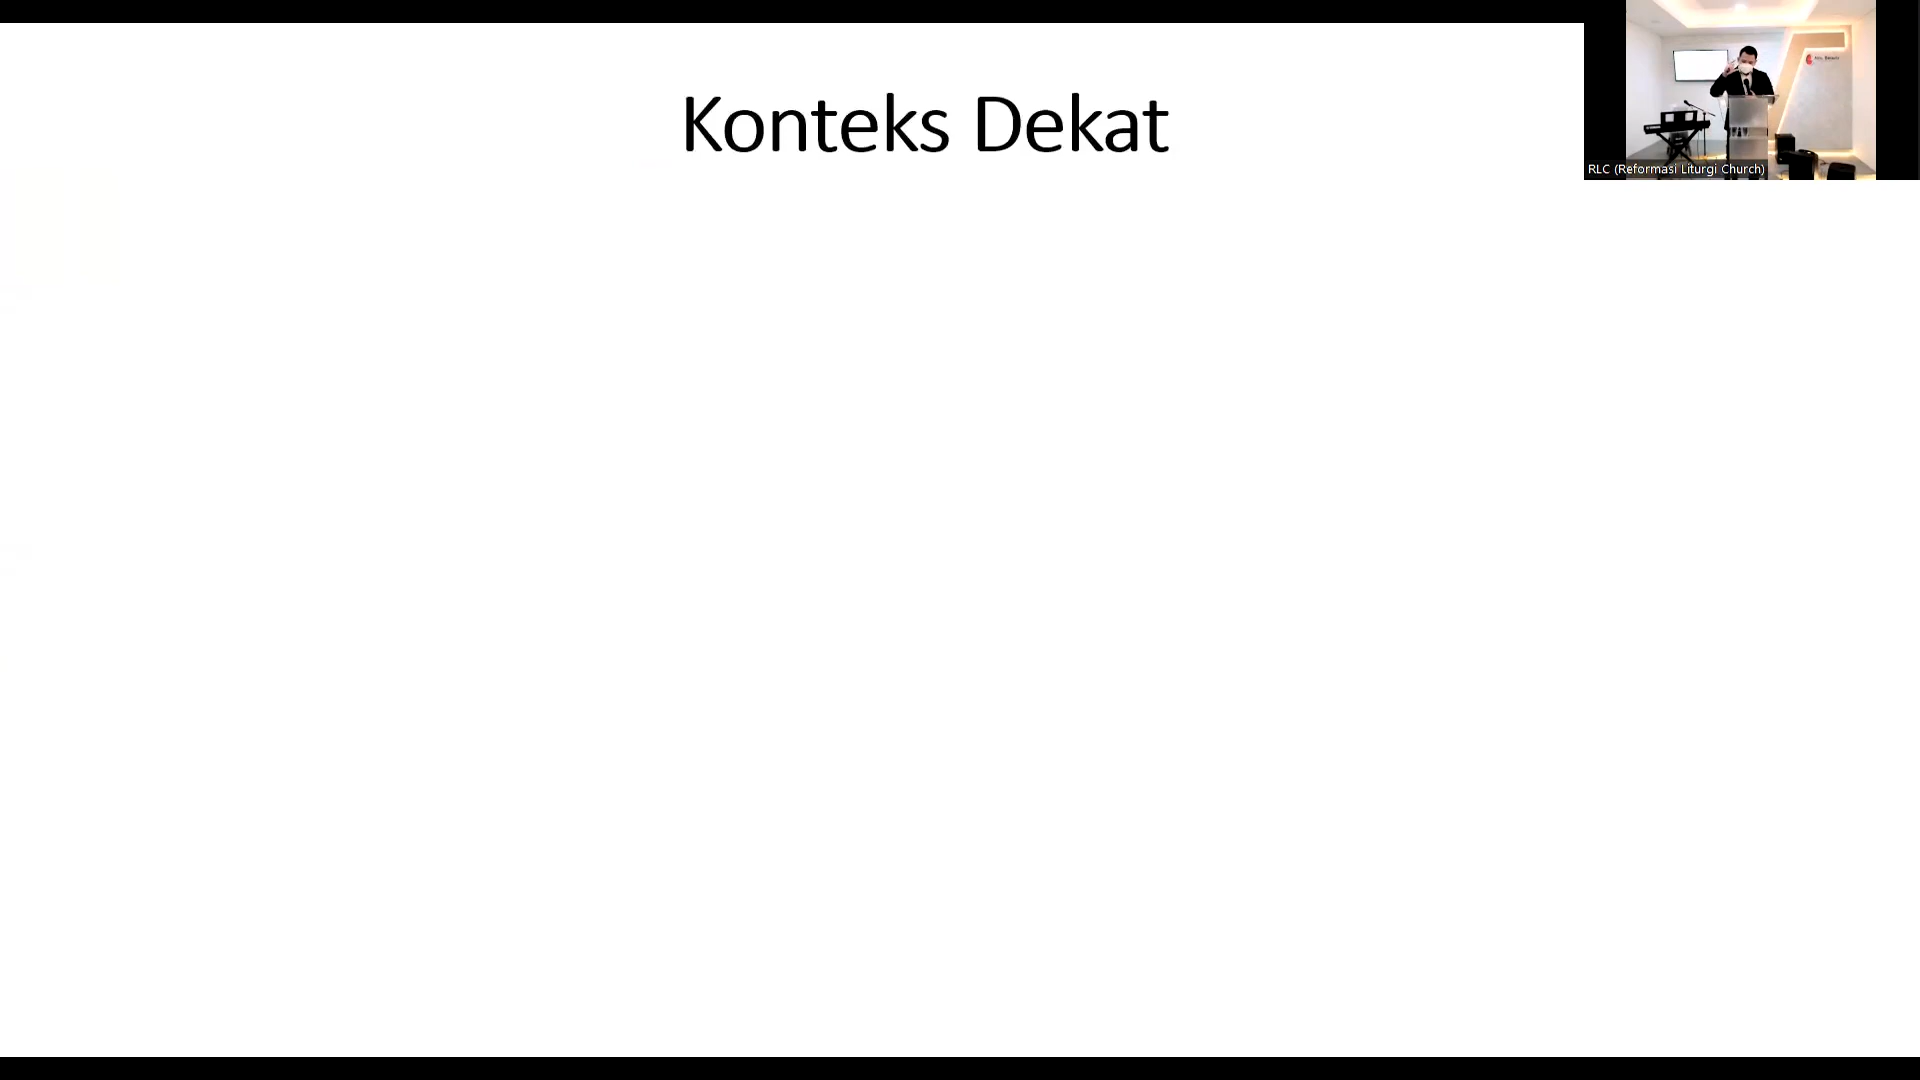 Konteks Dekat
RLC (Reformasi Liturgi Church)